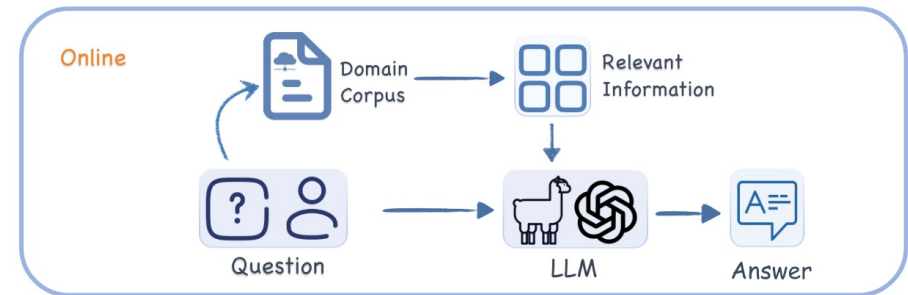 Online
Domain
Corpus
Relevant
Information
?
Question
LLM
A
Answer